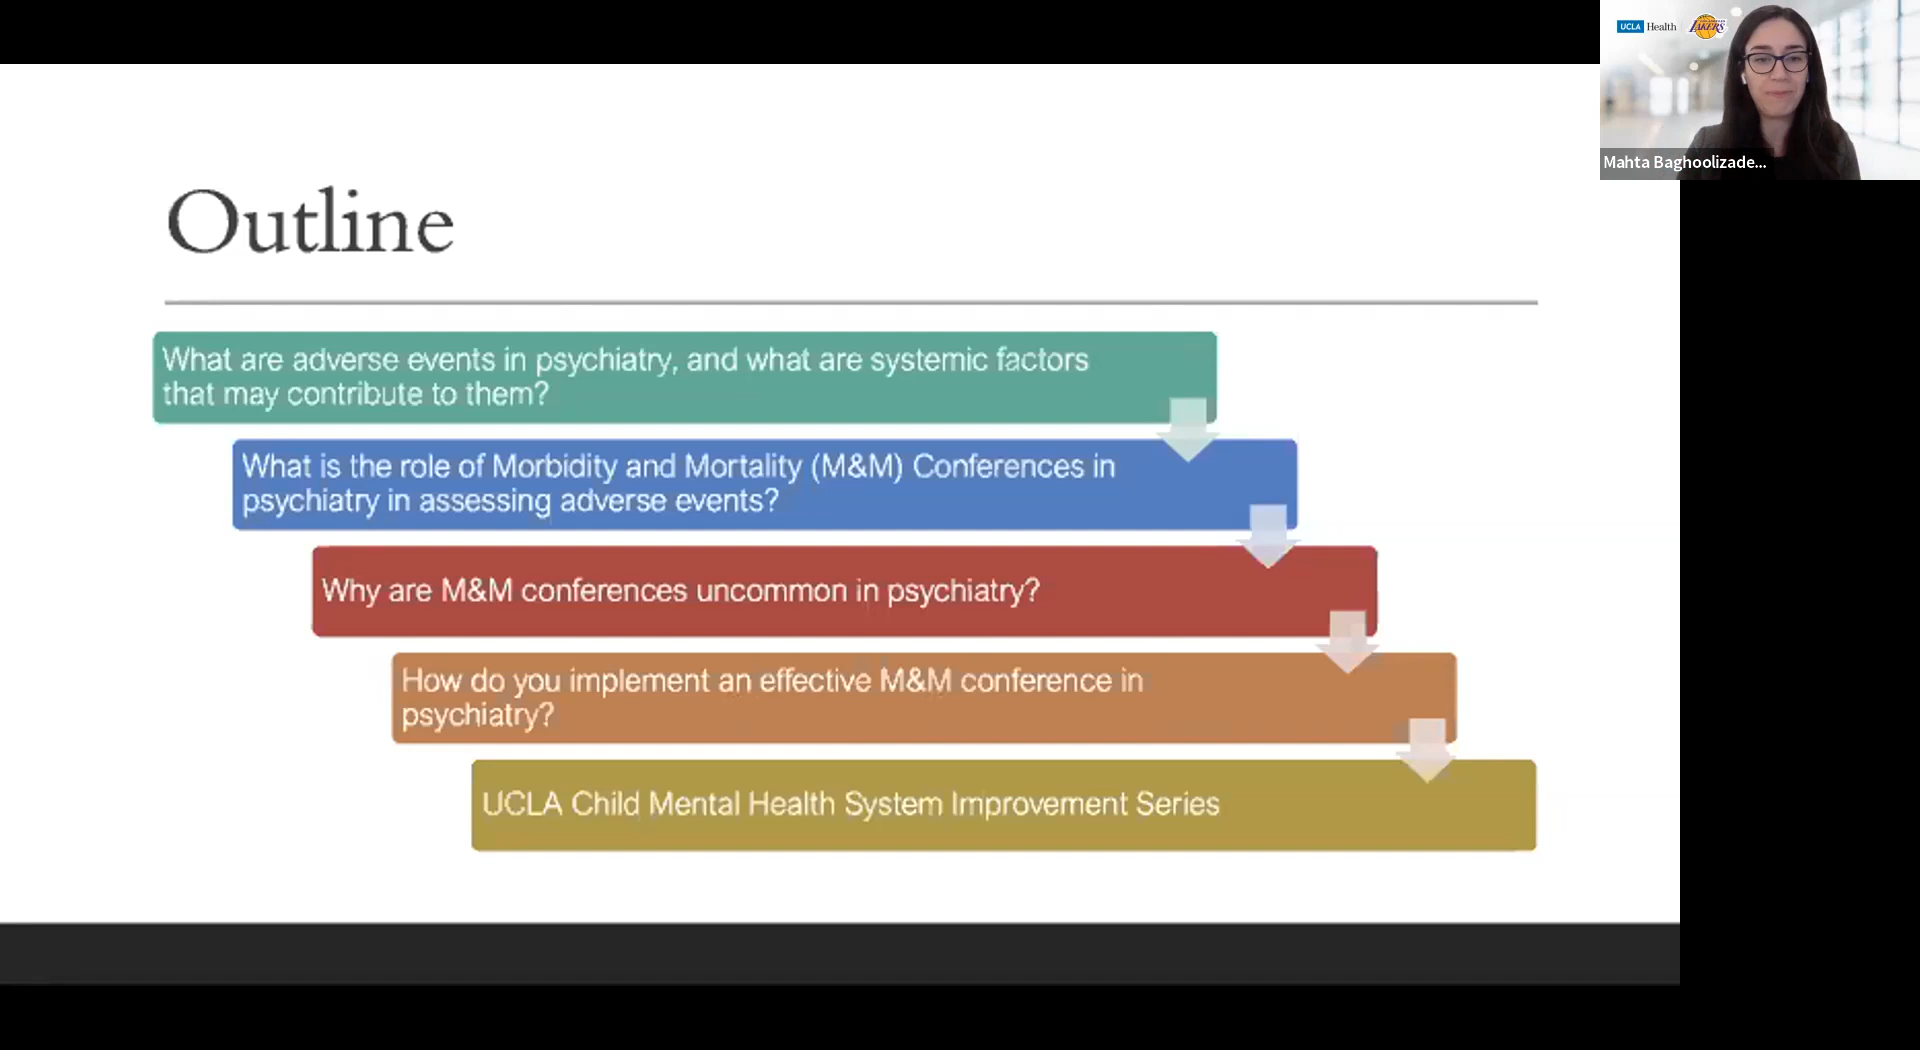 UCLA Health
LAKERS
Mahta Baghoolizade...
Outline
What are adverse events in psychiatry, and what are systemic factors
that may contribute to them?
What is the role of Morbidity and Mortality (M&M) Conferences in
psychiatry in assessing adverse events?
Why are M&M conferences uncommon in psychiatry?
How do you implement an effective M&M conference in
psychiatry?
UCLA Child Mental Health System Improvement Series